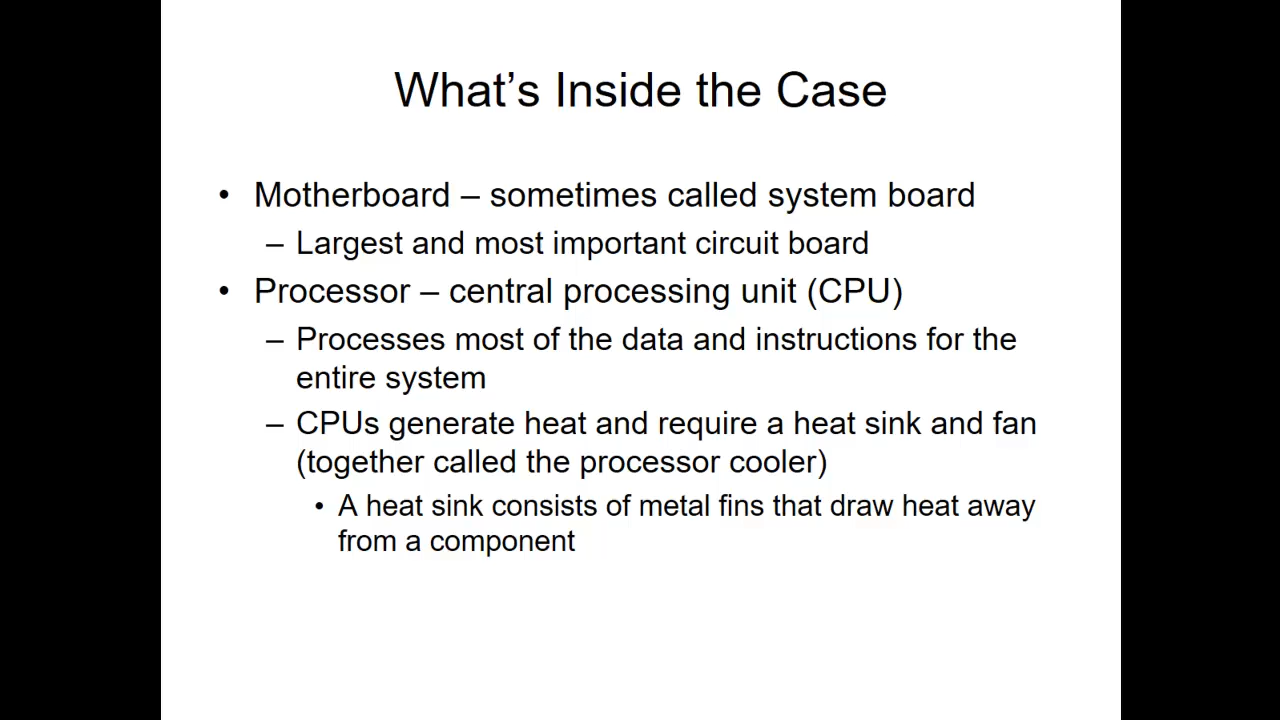 What’s Inside the Case
• Motherboard – sometimes called system board
– Largest and most important circuit board
• Processor – central processing unit (CPU)
– Processes most of the data and instructions for the
entire system
– CPUs generate heat and require a heat sink and fan
(together called the processor cooler)
• A heat sink consists of metal fins that draw heat away
from a component